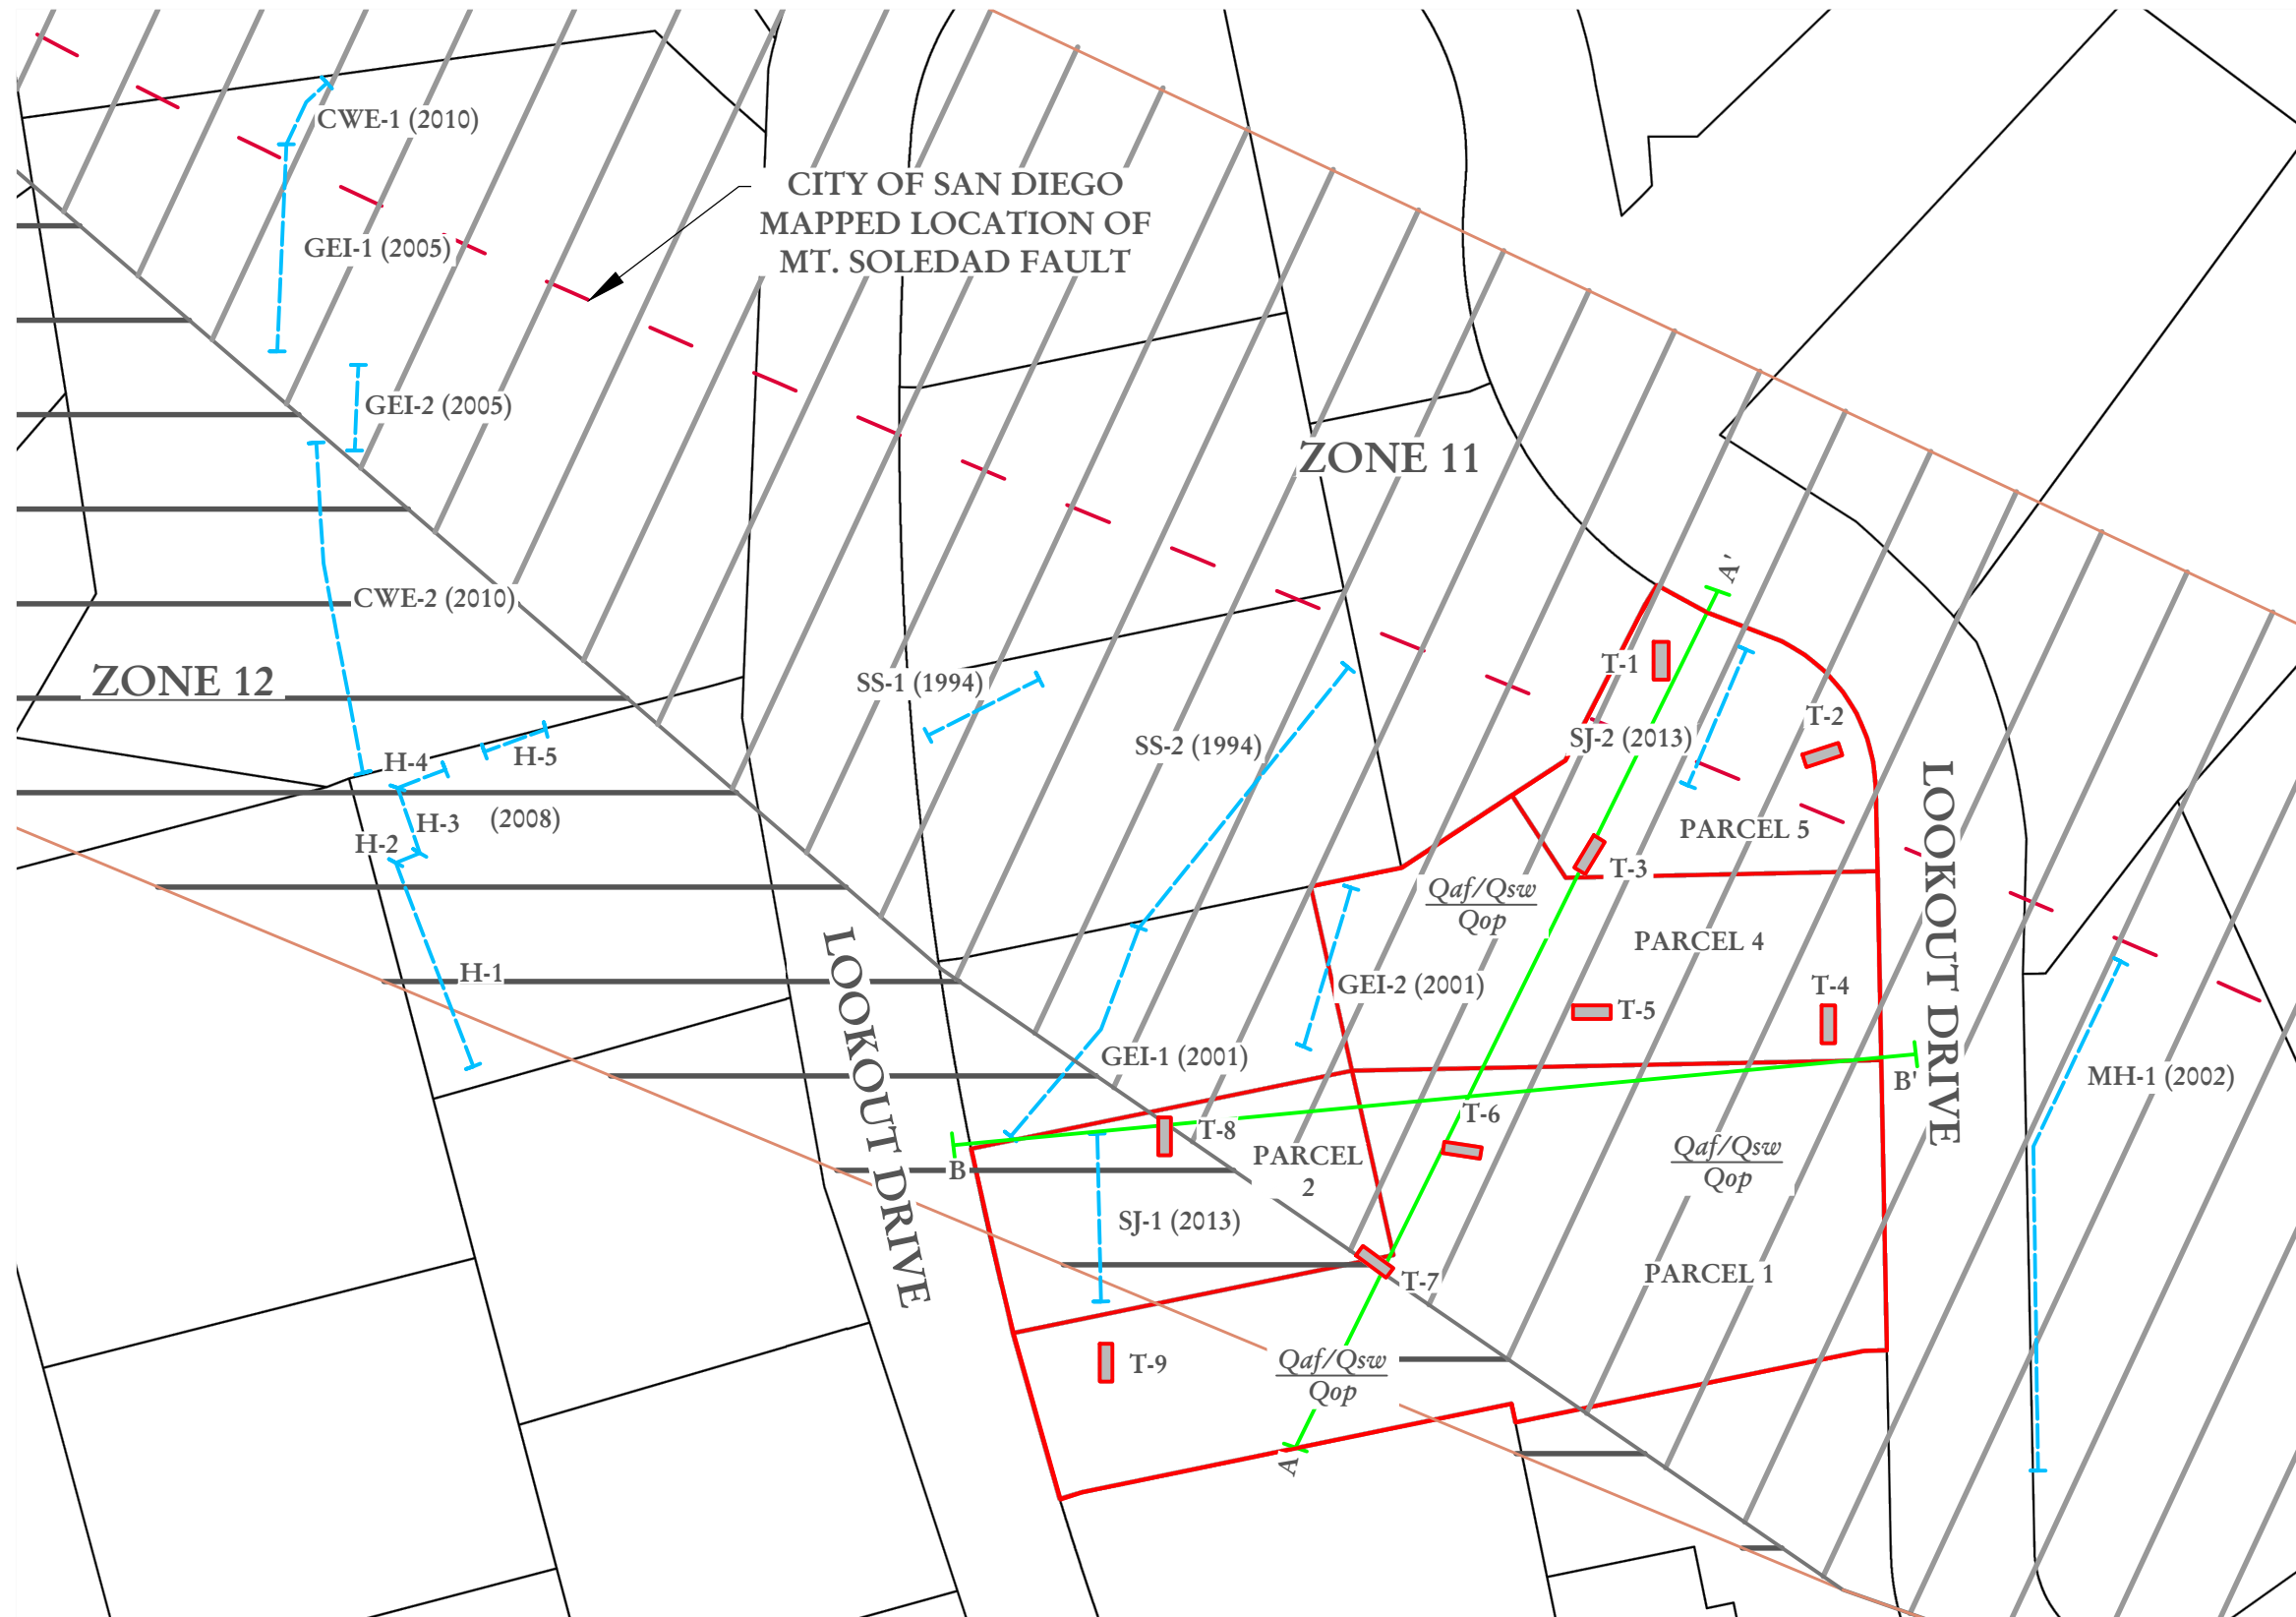 CWE-1 (2010)
CITY OF SAN DIEGO
MAPPED LOCATION OF
MT. SOLEDAD FAULT
GEI-1 (2005)
GEI-2 (2005)
ZONE 11
A'
CWE-2 (2010)
ZONE 12
SS-1 (1994)
T-1
T-2
SJ-2 (2013)
SS-2 (1994)
H-5
H-4
H-3
(2008)
H-2
PARCEL 5
T-3
LOOKOUT DRIVE
Qaf/Qsw
Qop
PARCEL 4
H-1
GEI-2 (2001)
T-4
T-5
LOOKOUT DRIVE
GEI-1 (2001)
B'
MH-1 (2002)
T-6
T-8
PARCEL
2
B
Qaf/Qsw
Qop
SJ-1 (2013)
PARCEL 1
T-7
T-9
Qaf/Qsw
Qop
A